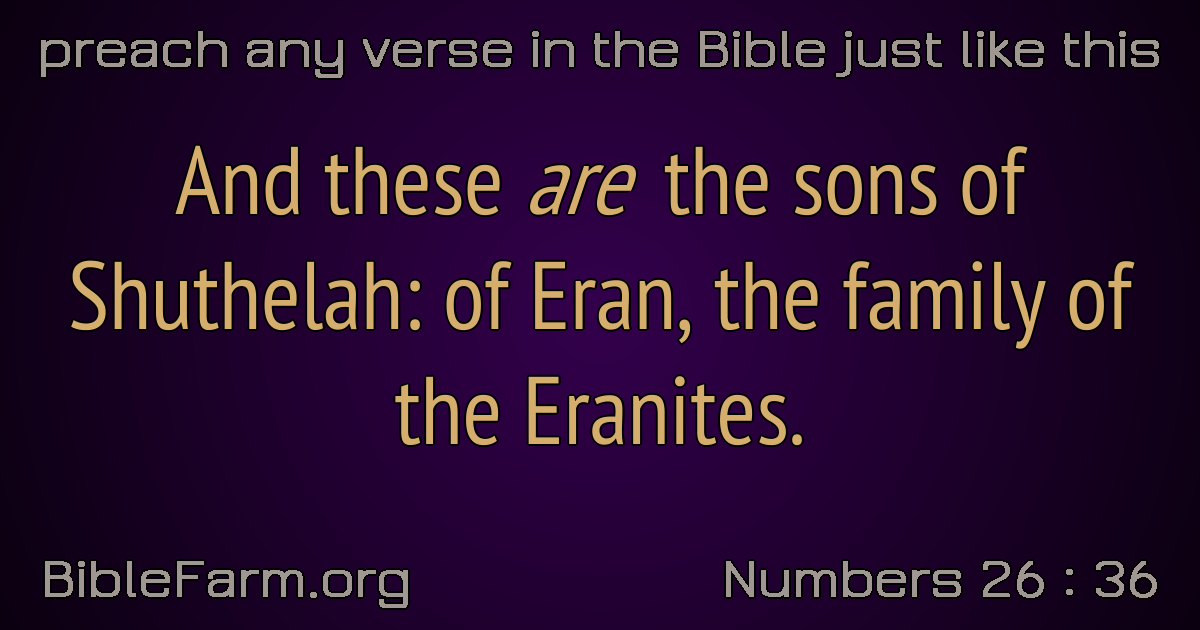 preach any verse in the Bible just like this
And these are the sons of
Shuthelah: of Eran, the family of
the Eranites.
BibleFarm.org
Numbers 26 : 36